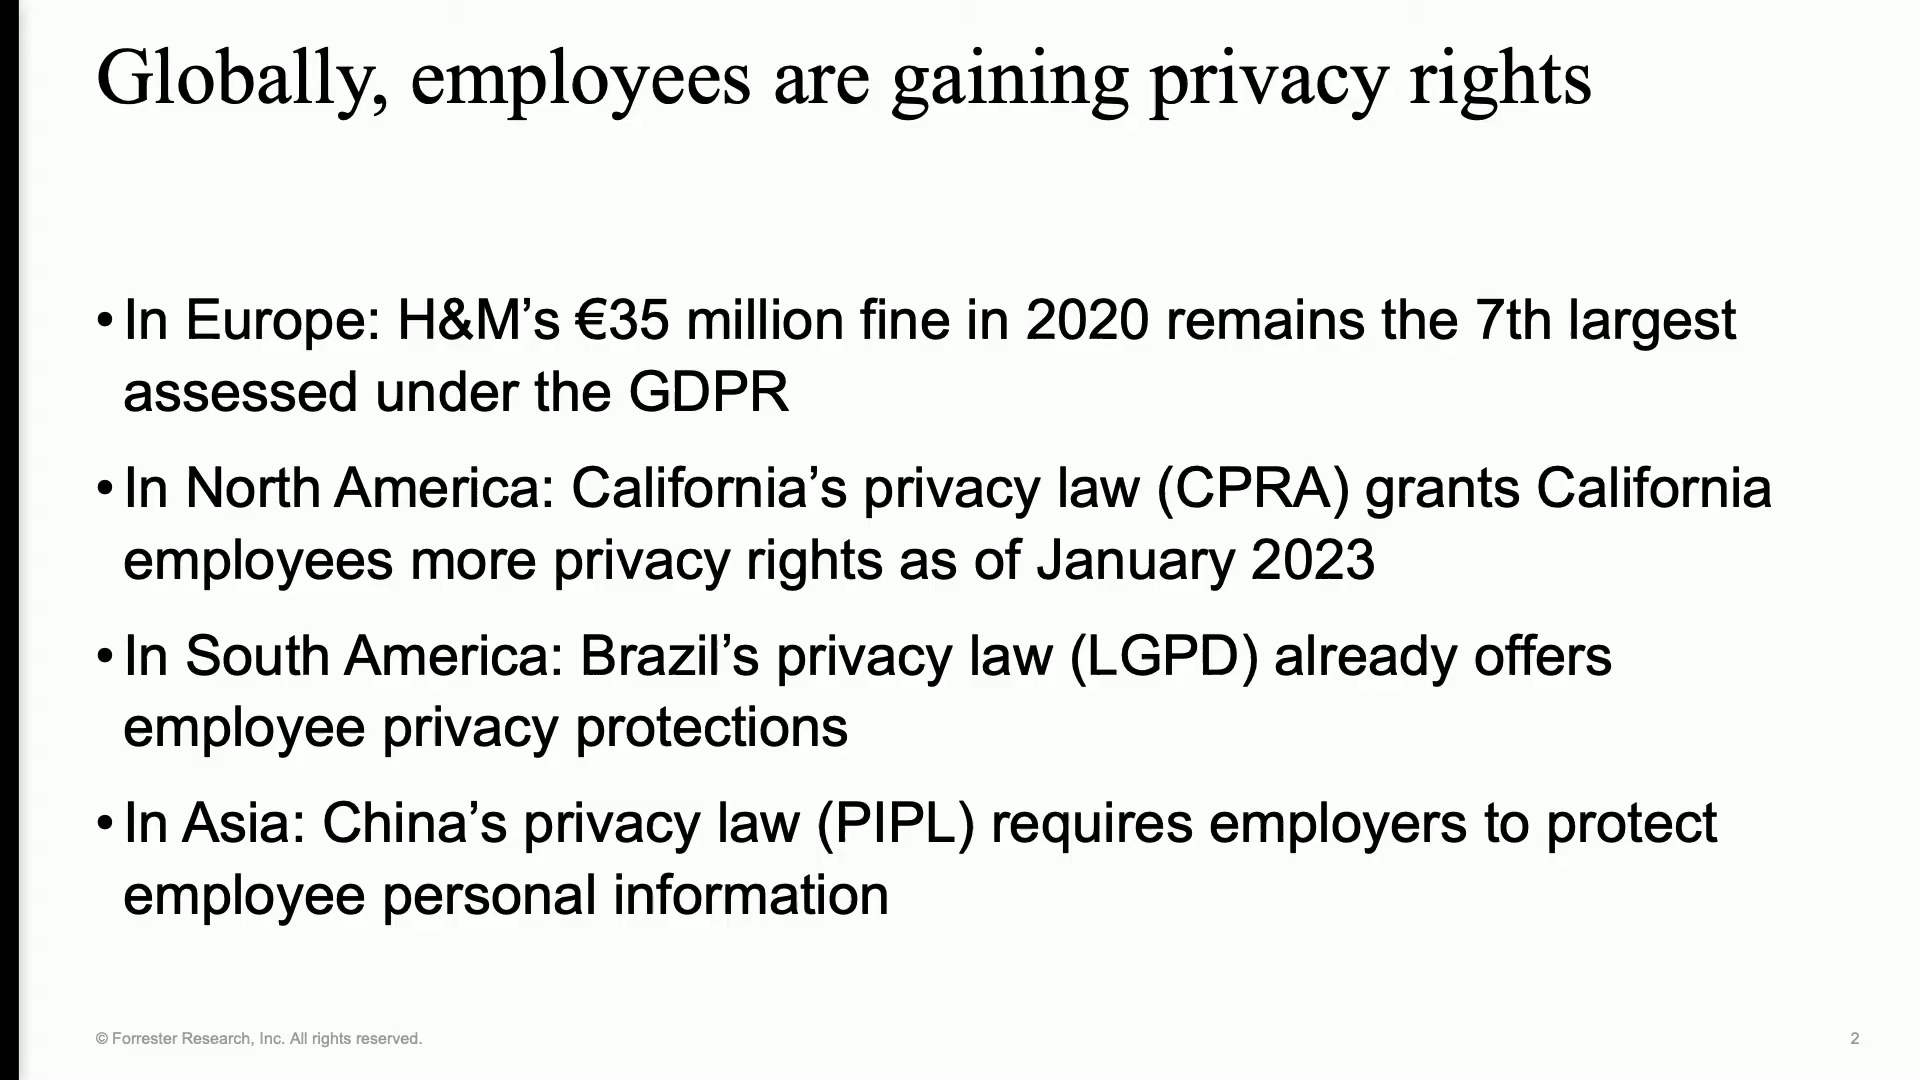 Globally, employees are gaining privacy rights
• In Europe: H&M’s €35 million fine in 2020 remains the 7th largest
assessed under the GDPR
• In North America: California’s privacy law (CPRA) grants California
employees more privacy rights as of January 2023
• In South America: Brazil’s privacy law (LGPD) already offers
employee privacy protections
• In Asia: China’s privacy law (PIPL) requires employers to protect
employee personal information
© Forrester Research, Inc. All rights reserved.
2